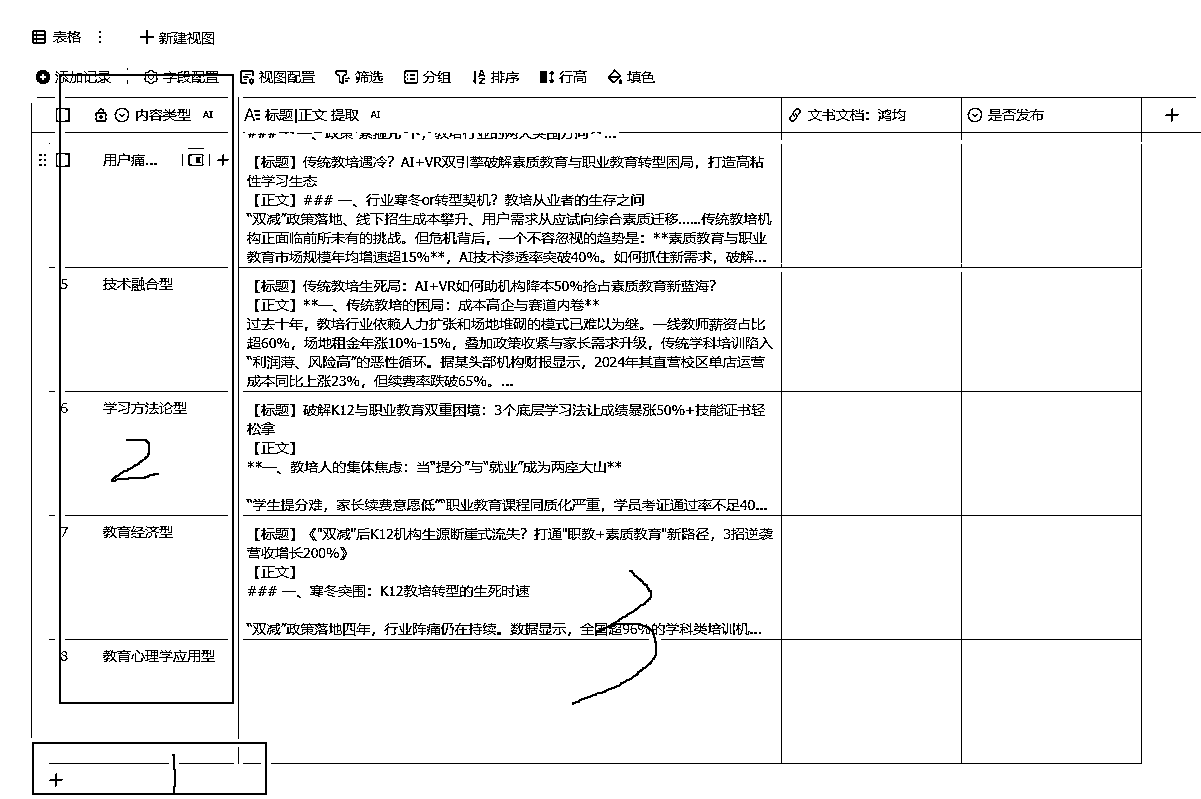 表格 ⋮ + 新建视图
添加记录 字段配置 视图配置 筛选 分组 排序 行高 填色
内容类型 AI 标题|正文 提取 AI 文书文档：鸿均 是否发布 +
用户痛... +
【标题】传统教培遇冷？AI+VR双引擎破解素质教育与职业教育转型困局，打造高粘
性学习生态
【正文】### 一、行业寒冬or转型契机？教培从业者的生存之问
“双减”政策落地、线下招生成本攀升、用户需求从应试向综合素质迁移……传统教培机
构正面临前所未有的挑战。但危机背后，一个不容忽视的趋势是：**素质教育与职业
教育市场规模年均增速超15%**，AI技术渗透率突破40%。如何抓住新需求，破解...
5 技术融合型
【标题】传统教培生死局：AI+VR如何助机构降本50%抢占素质教育新蓝海？
【正文】**一、传统教培的困局：成本高企与赛道内卷**
过去十年，教培行业依赖人力扩张和场地堆砌的模式已难以为继。一线教师薪资占比
超60%，场地租金年涨10%-15%，叠加政策收紧与家长需求升级，传统学科培训陷入
“利润薄、风险高”的恶性循环。据某头部机构财报显示，2024年其直营校区单店运营
成本同比上涨23%，但续费率跌破65%。...
6 学习方法论型
【标题】破解K12与职业教育双重困境：3个底层学习法让成绩暴涨50%+技能证书轻
松拿
【正文】
**一、教培人的集体焦虑：当“提分”与“就业”成为两座大山**
“学生提分难，家长续费意愿低”“职业教育课程同质化严重，学员考证通过率不足40...
2
7 教育经济型
【标题】《"双减"后K12机构生源断崖式流失？打通"职教+素质教育"新路径，3招逆袭
营收增长200%》
【正文】
### 一、寒冬突围：K12教培转型的生死时速
“双减”政策落地四年，行业阵痛仍在持续。数据显示，全国超96%的学科类培训机...
3
8 教育心理学应用型
+ 1